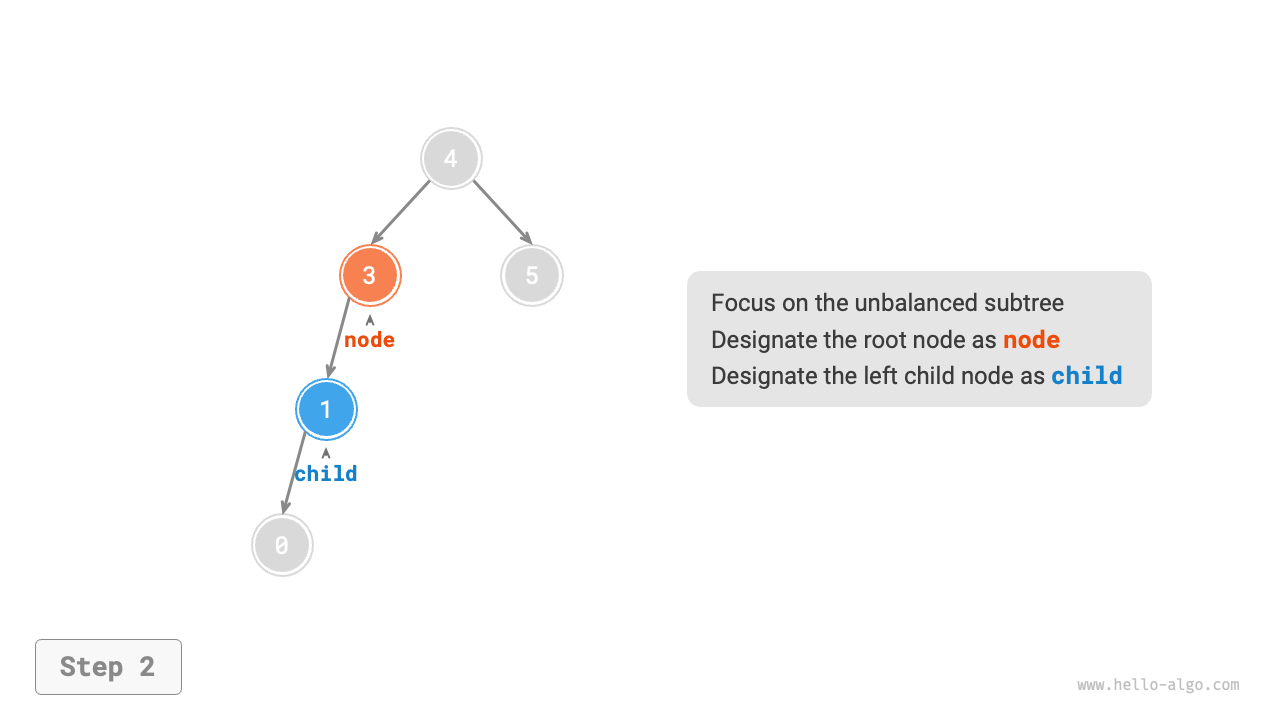 4
3
5
node
1
child
0
Focus on the unbalanced subtree
Designate the root node as node
Designate the left child node as child
Step 2
www.hello-algo.com